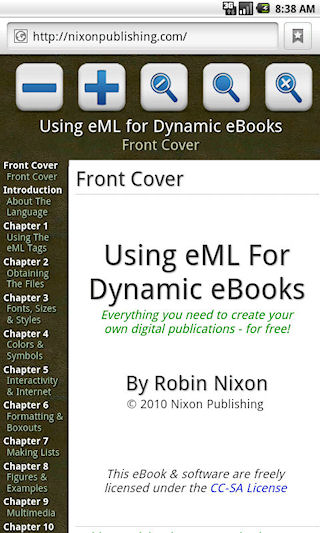 3G 8:38 AM
http://nixonpublishing.com/
Using eML for Dynamic eBooks
Front Cover
Front Cover
Front Cover
Introduction
About The
Language
Chapter 1
Using The
eML Tags
Chapter 2
Obtaining
The Files
Chapter 3
Fonts, Sizes
& Styles
Chapter 4
Colors &
Symbols
Chapter 5
Interactivity
& Internet
Chapter 6
Formatting &
Boxouts
Chapter 7
Making Lists
Chapter 8
Figures &
Examples
Chapter 9
Multimedia
Chapter 10
Front Cover
Using eML For
Dynamic eBooks
Everything you need to create your
own digital publications - for free!
By Robin Nixon
© 2010 Nixon Publishing
This eBook & software are freely
licensed under the CC-SA License